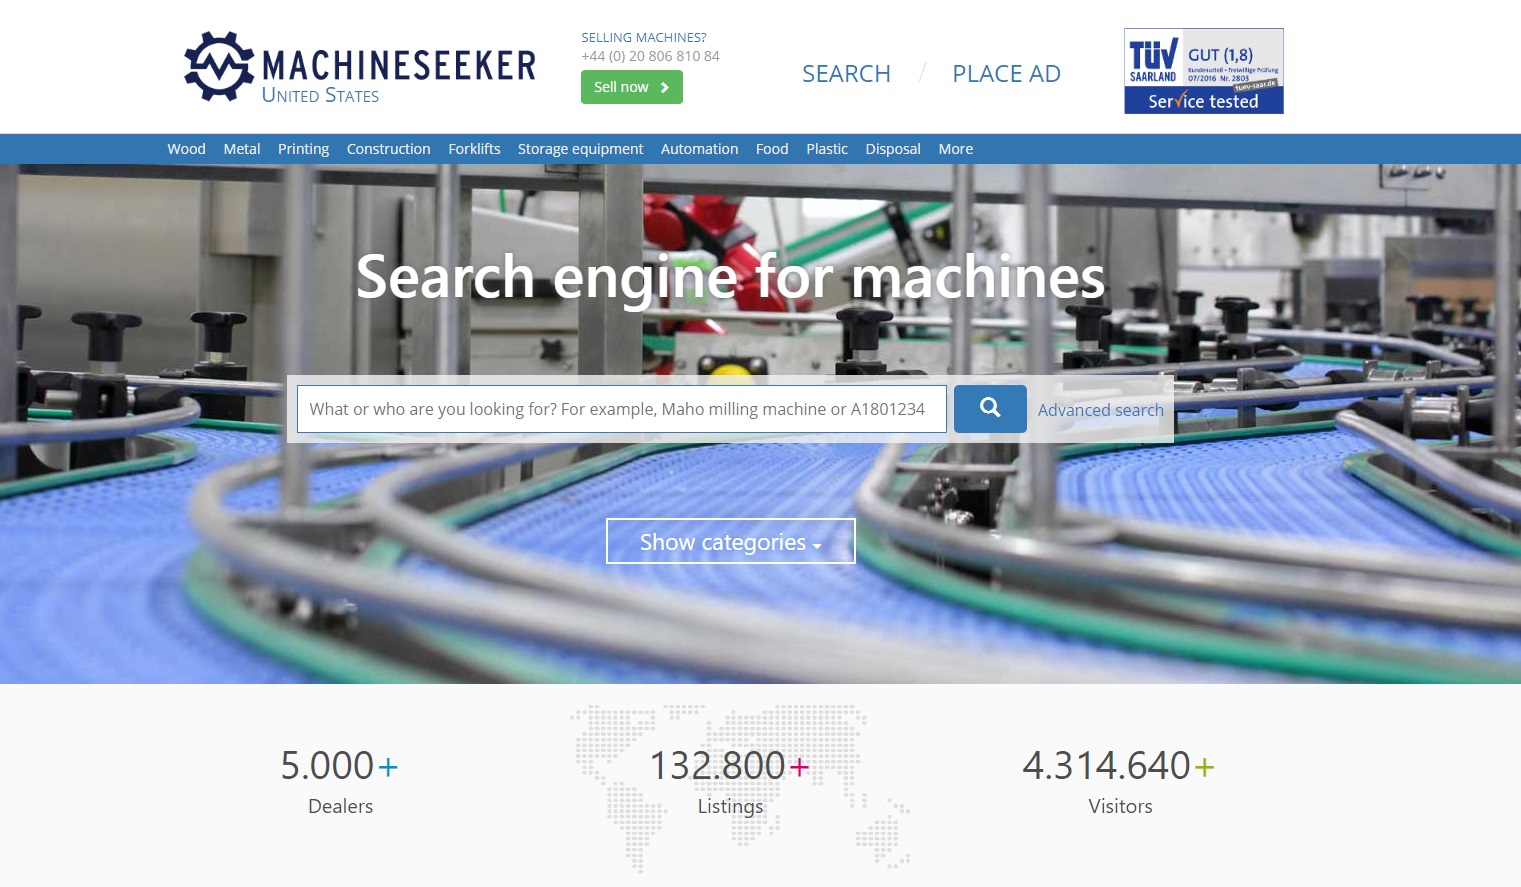 MACHINESEEKER
UNITED STATES
SELLING MACHINES?
+44 (0) 20 806 810 84
Sell now
SEARCH / PLACE AD
TÜV
SAARLAND
GUT (1,8)
Kundenurteil • freiwillige Prüfung
07/2016 Nr. 2803
tuev-saar.de
Service tested
Wood Metal Printing Construction Forklifts Storage equipment Automation Food Plastic Disposal More
Search engine for machines
What or who are you looking for? For example, Maho milling machine or A1801234
Advanced search
Show categories
5.000+ 132.800+ 4.314.640+
Dealers Listings Visitors